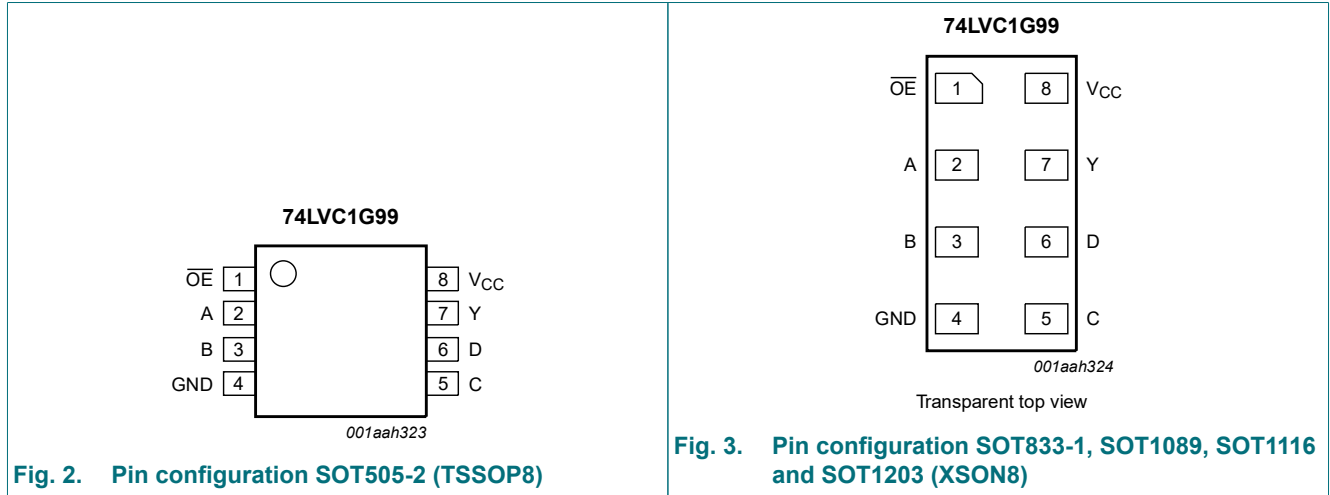 74LVC1G99
OE 1 8 VCC
A 2 7 Y
B 3 6 D
GND 4 5 C
001aah323
Fig. 2. Pin configuration SOT505-2 (TSSOP8)
74LVC1G99
OE 1 8 VCC
A 2 7 Y
B 3 6 D
GND 4 5 C
001aah324
Transparent top view
Fig. 3. Pin configuration SOT833-1, SOT1089, SOT1116
and SOT1203 (XSON8)